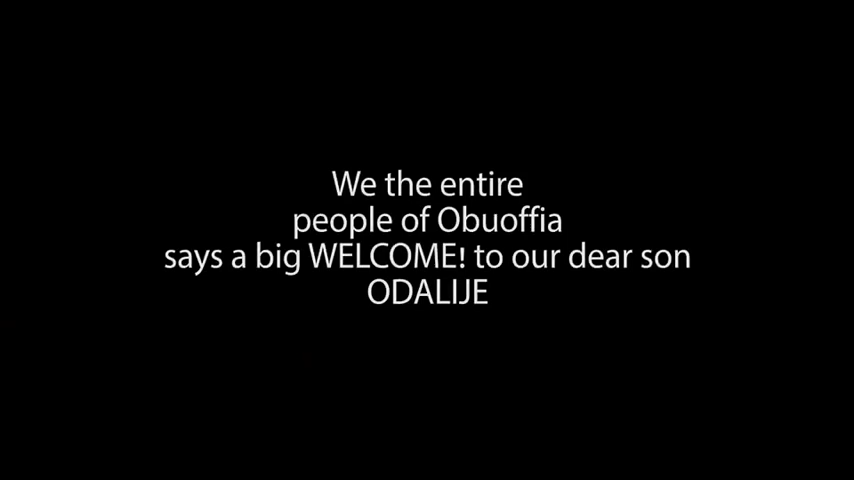 We the entire
people of Obuoffia
says a big WELCOME! to our dear son
ODALIJE